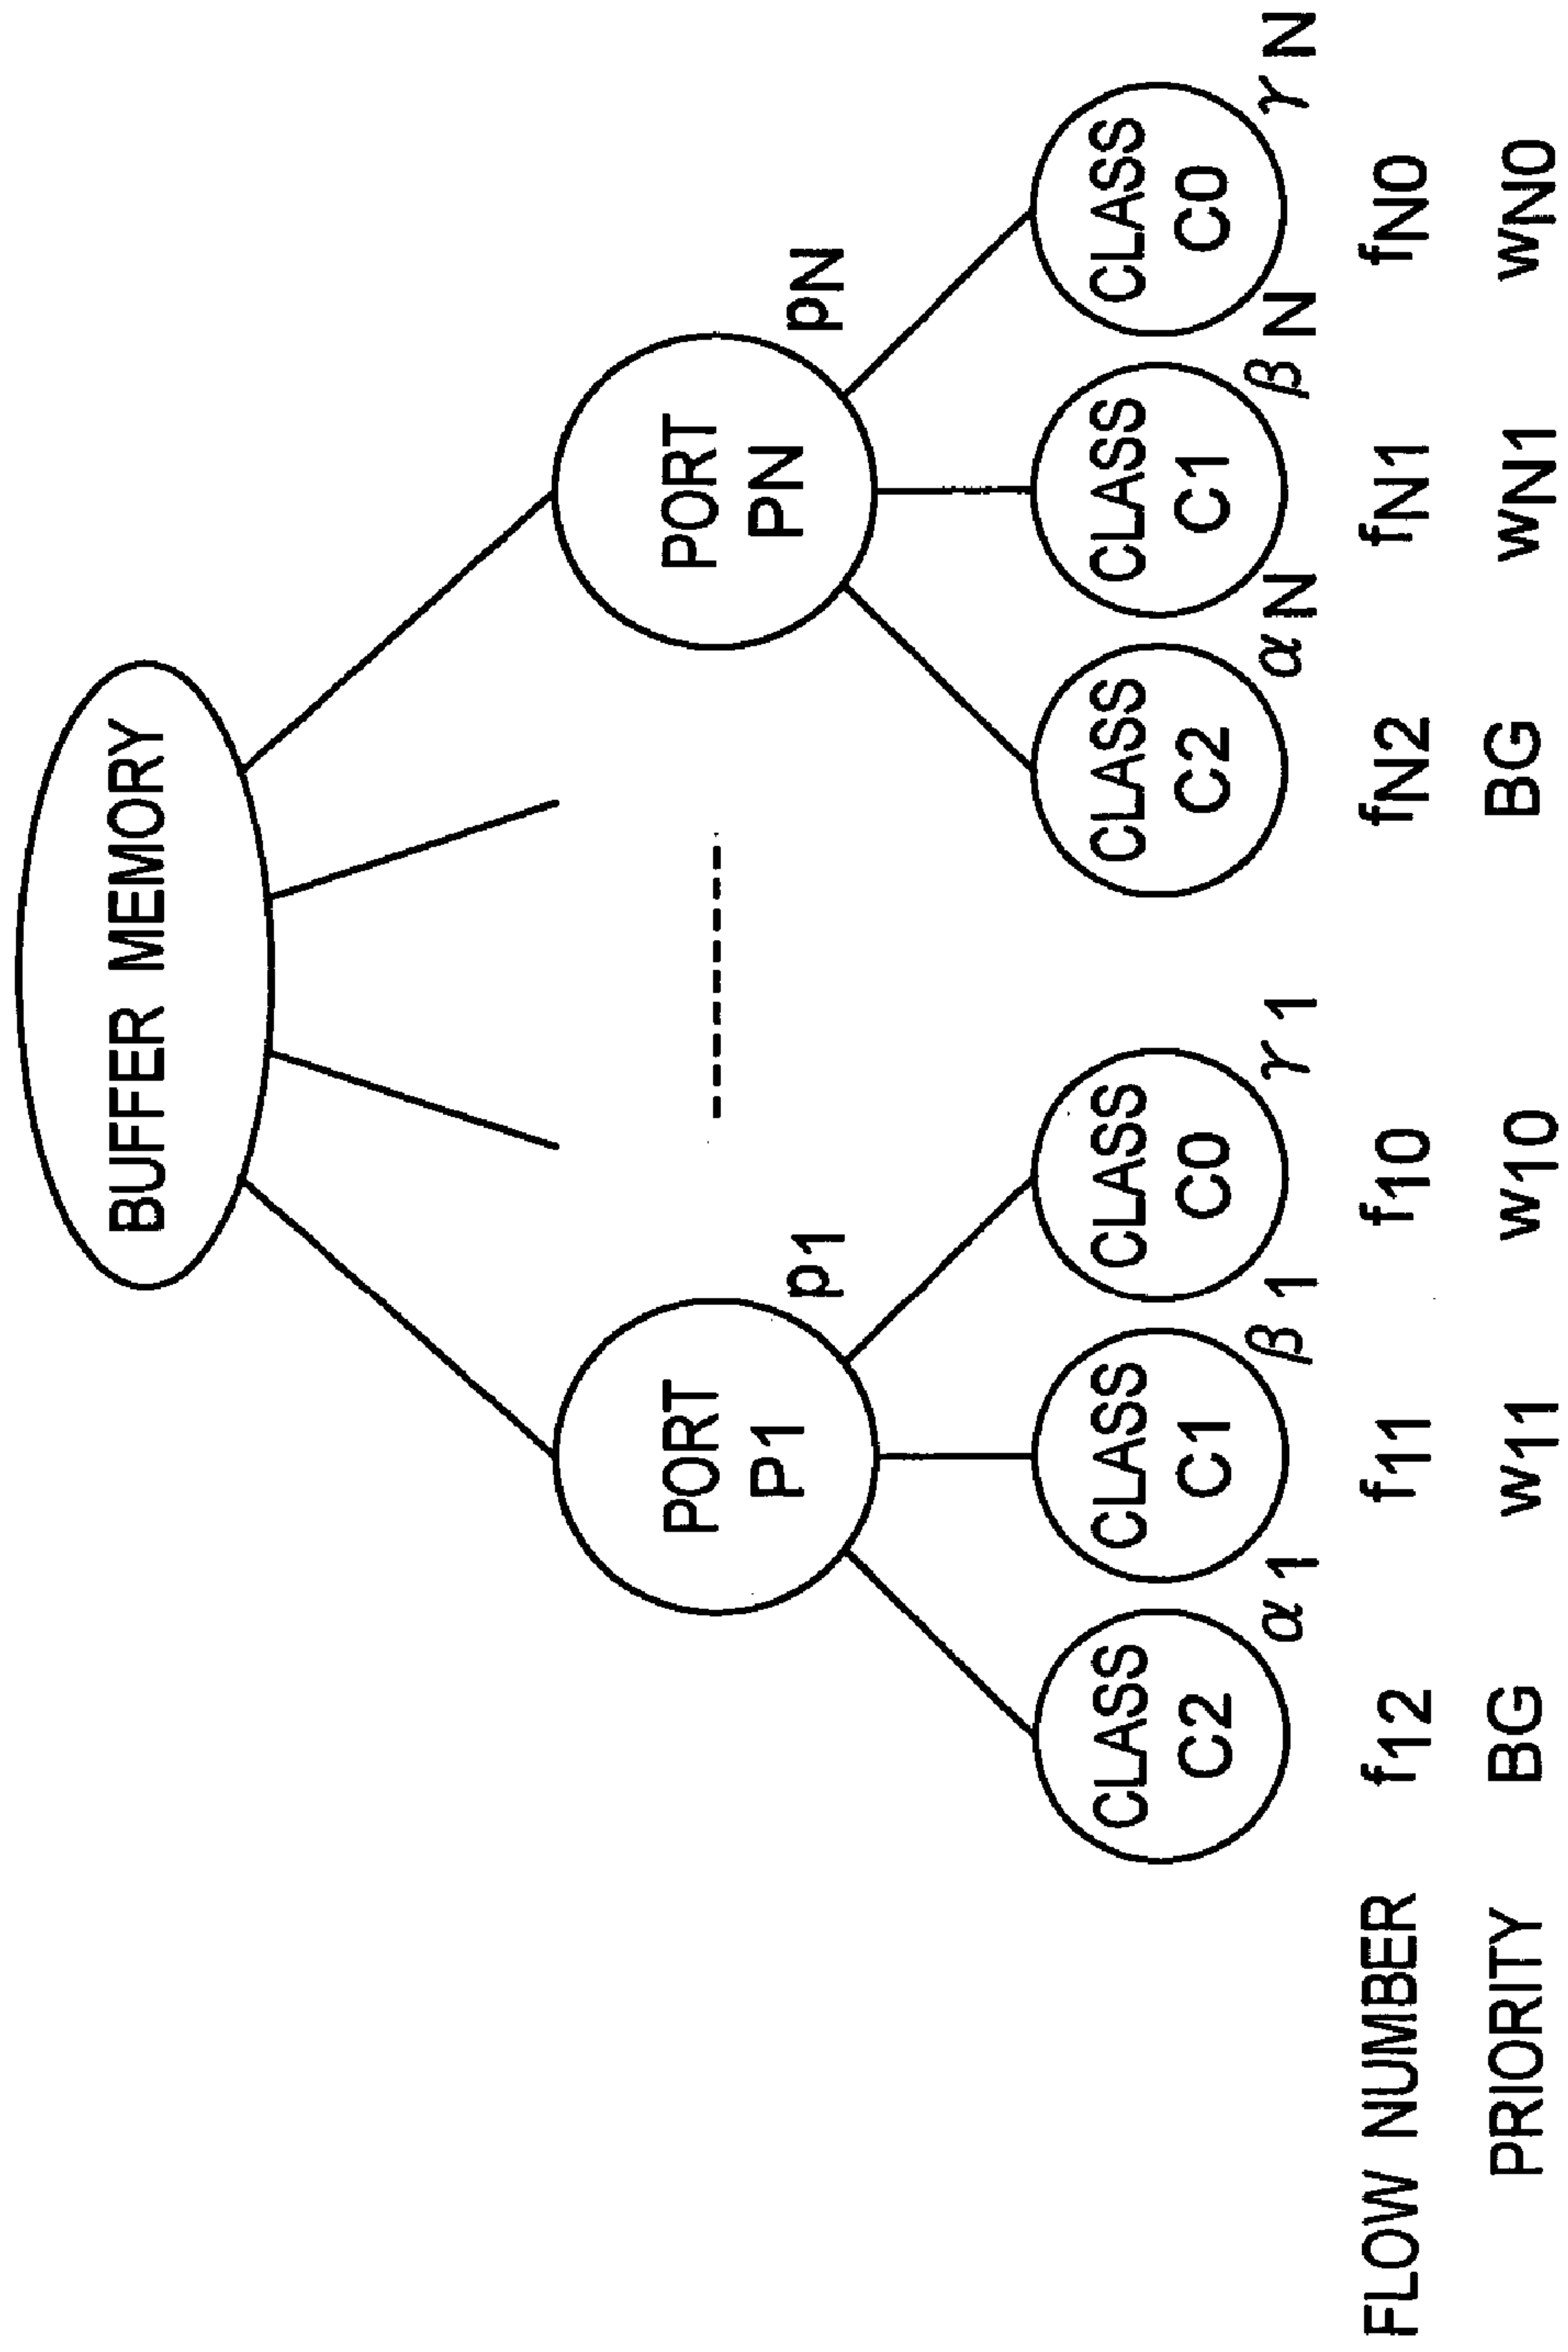 BUFFER MEMORY
PORT P1
p1
PORT PN
pN
CLASS C2
α1
CLASS C1
β1
CLASS C0
γ1
CLASS C2
αN
CLASS C1
βN
CLASS C0
γN
FLOW NUMBER f12 f11 f10 fN2 fN1 fN0
PRIORITY BG w11 w10 BG wN1 wN0